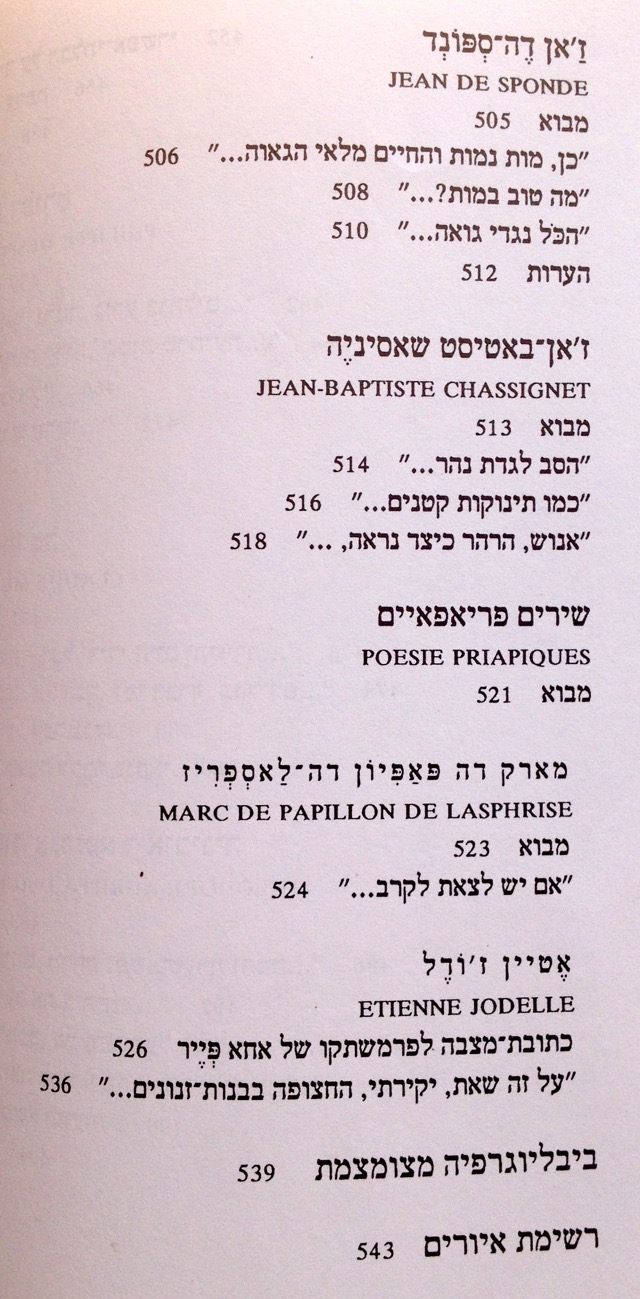 זַ'אן דֶה־סְפּוֹנְד
JEAN DE SPONDE
מבוא 505
"כן, מות נמות והחיים מלאי הגאוה..." 506
"מה טוב במות?..." 508
"הכּל נגדי גואה..." 510
הערות 512
ז'אן־באטיסט שאסיניֶה
JEAN-BAPTISTE CHASSIGNET
מבוא 513
"הסב לגדת נהר..." 514
"כמו תינוקות קטנים..." 516
"אנוש, הרהר כיצד נראה, ..." 518
שירים פריאפאיים
POESIE PRIAPIQUES
מבוא 521
מארק דה פּאַפִּיוֹן דה־לַאסְפְרִיז
MARC DE PAPILLON DE LASPHRISE
מבוא 523
"אם יש לצאת לקרב..." 524
אֶטיין ז'וֹדֶל
ETIENNE JODELLE
כתובת־מצבה לפרמשתקו של אחא פְּיֶיר 526
"על זה שאת, יקירתי, החצופה בבנות־זנונים..." 536
ביבליוגרפיה מצומצמת 539
רשימת איורים 543